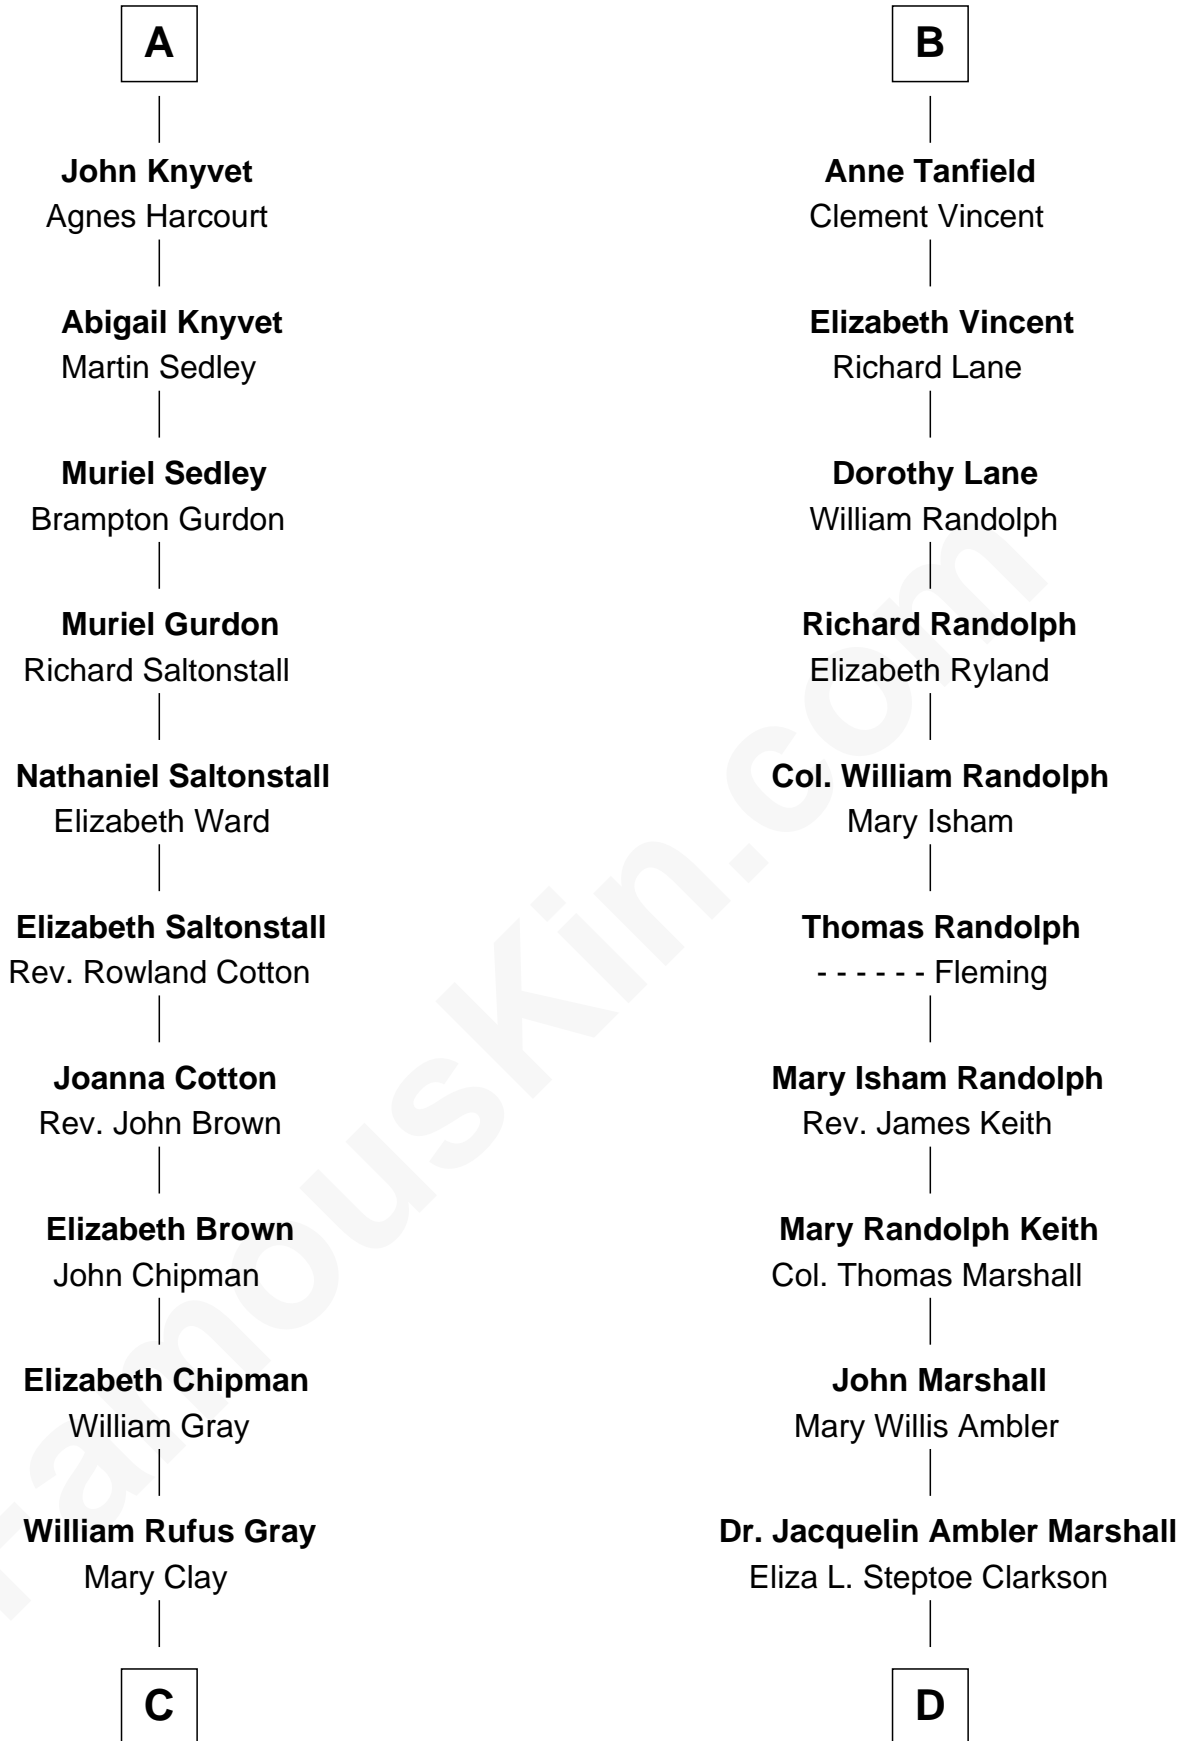 A
John Knyvet
Agnes Harcourt
Abigail Knyvet
Martin Sedley
Muriel Sedley
Brampton Gurdon
Muriel Gurdon
Richard Saltonstall
Nathaniel Saltonstall
Elizabeth Ward
Elizabeth Saltonstall
Rev. Rowland Cotton
Joanna Cotton
Rev. John Brown
Elizabeth Brown
John Chipman
Elizabeth Chipman
William Gray
William Rufus Gray
Mary Clay
C
B
Anne Tanfield
Clement Vincent
Elizabeth Vincent
Richard Lane
Dorothy Lane
William Randolph
Richard Randolph
Elizabeth Ryland
Col. William Randolph
Mary Isham
Thomas Randolph
- - - - - - Fleming
Mary Isham Randolph
Rev. James Keith
Mary Randolph Keith
Col. Thomas Marshall
John Marshall
Mary Willis Ambler
Dr. Jacquelin Ambler Marshall
Eliza L. Steptoe Clarkson
D
FamousKin.com